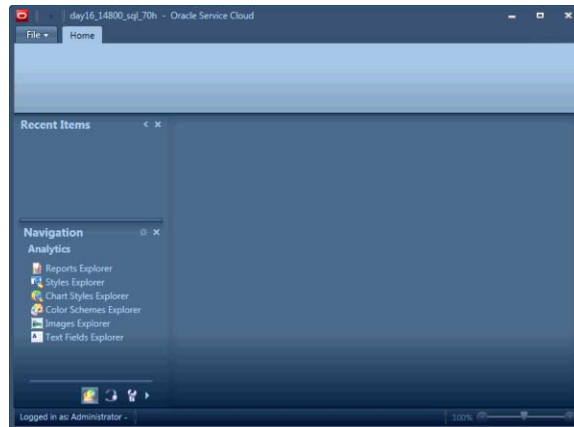 day16_14800_sql_70h - Oracle Service Cloud
File Home
Recent Items
Navigation
Analytics
Reports Explorer
Styles Explorer
Chart Styles Explorer
Color Schemes Explorer
Images Explorer
Text Fields Explorer
Logged in as: Administrator -
100%